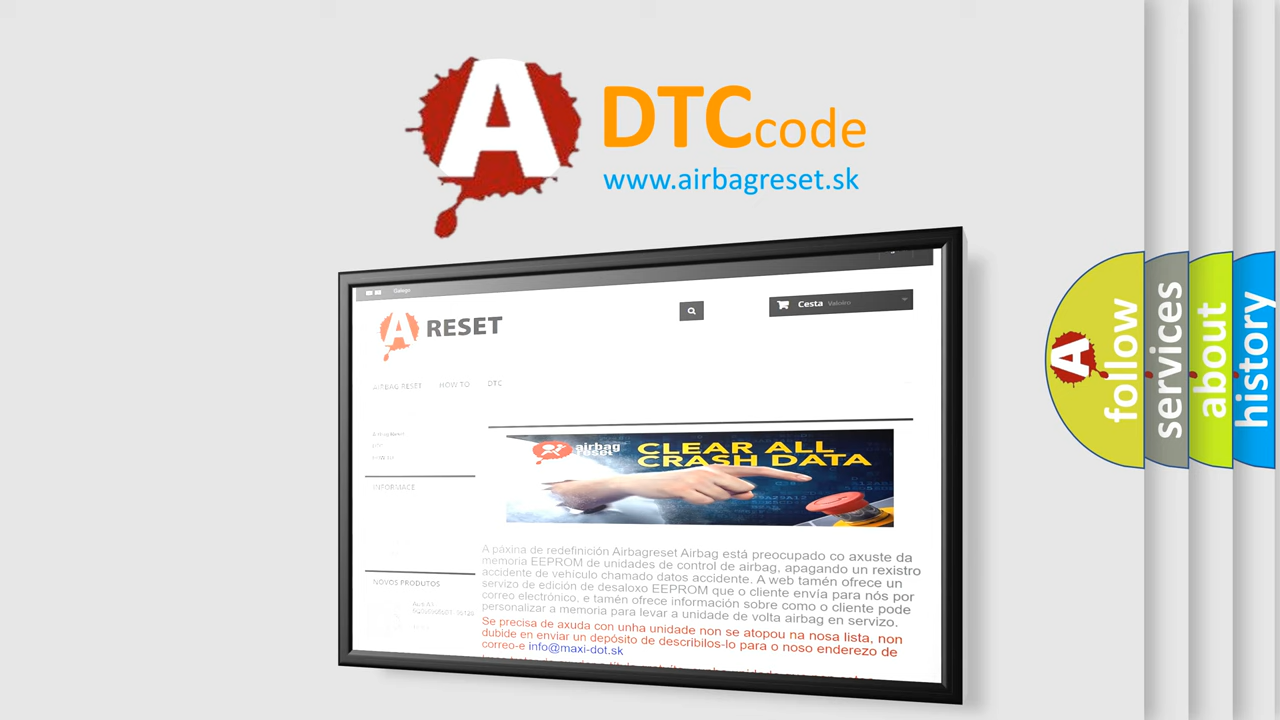 A
DTCcode
www.airbagreset.sk
Galego
A RESET
Cesta Valeiro
AIRBAG RESET HOW TO DTC
INFORMACE
NOVOS PRODUTOS
airbag
reset
CLEAR ALL
CRASH DATA
A páxina de redefinición Airbagreset Airbag está preocupado co axuste da
memoria EEPROM de unidades de control de airbag, apagando un rexistro
accidente de vehículo chamado datos accidente. A web tamén ofrece un
servizo de edición de desaloxo EEPROM que o cliente envía para nós por
correo electrónico, e tamén ofrece información sobre como o cliente pode
personalizar a memoria para levar a unidade de volta airbag en servizo.
Se precisa de axuda con unha unidade non se atopou na nosa lista, non
dubide en enviar un depósito de describilos-lo para o noso enderezo de
correo-e info@maxi-dot.sk
A
follow
services
about
history